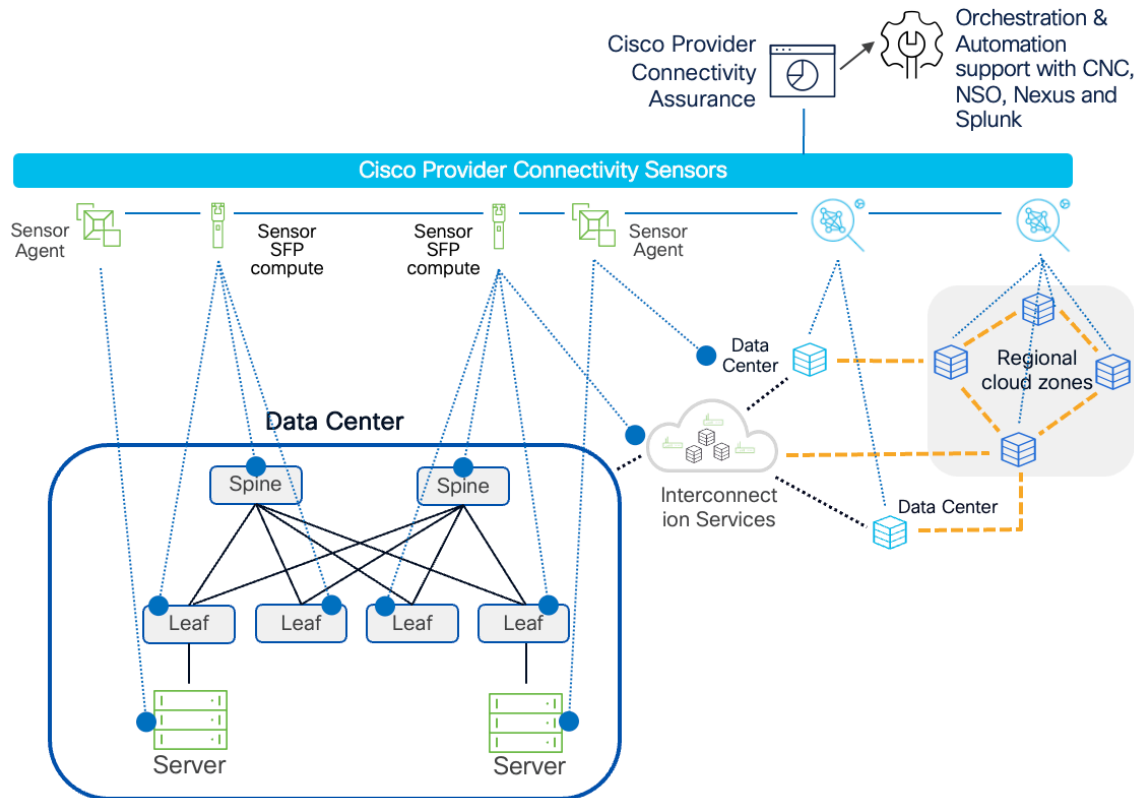 Cisco Provider
Connectivity
Assurance
Orchestration &
Automation
support with CNC,
NSO, Nexus and
Splunk
Cisco Provider Connectivity Sensors
Sensor
Agent
Sensor
SFP
compute
Sensor
SFP
compute
Sensor
Agent
Data
Center
Regional
cloud zones
Data Center
Spine
Spine
Interconnect
ion Services
Data Center
Leaf
Leaf
Leaf
Leaf
Server
Server